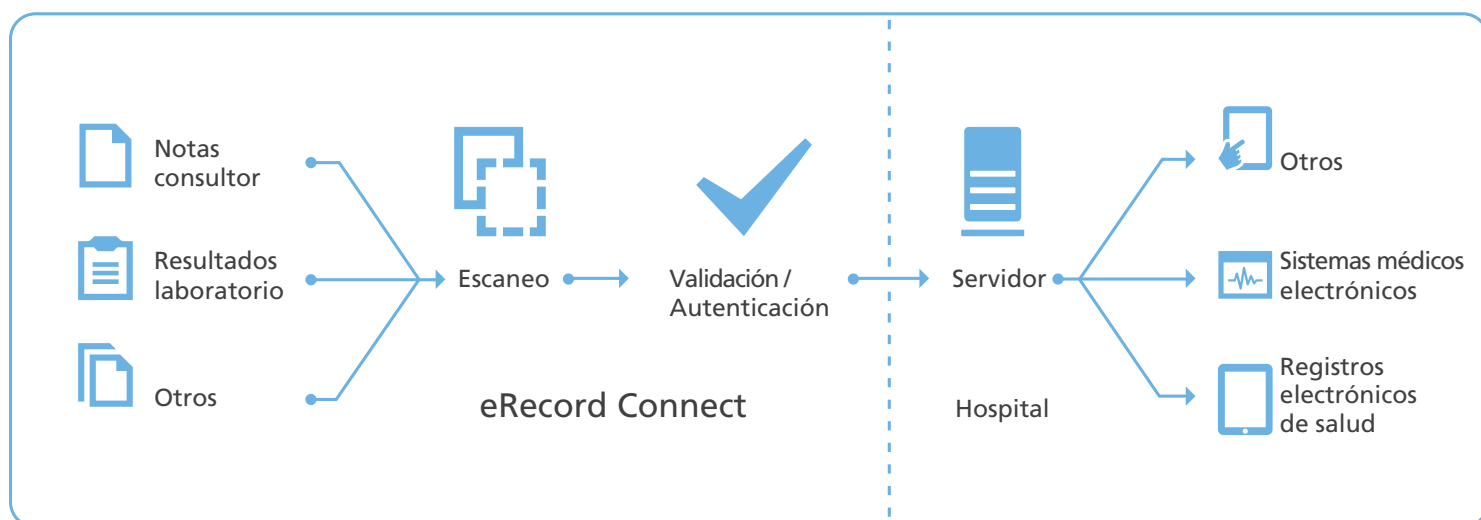 Notas
consultor
Resultados
laboratorio
Otros
Escaneo
Validación /
Autenticación
eRecord Connect
Servidor
Hospital
Otros
Sistemas médicos
electrónicos
Registros
electrónicos
de salud